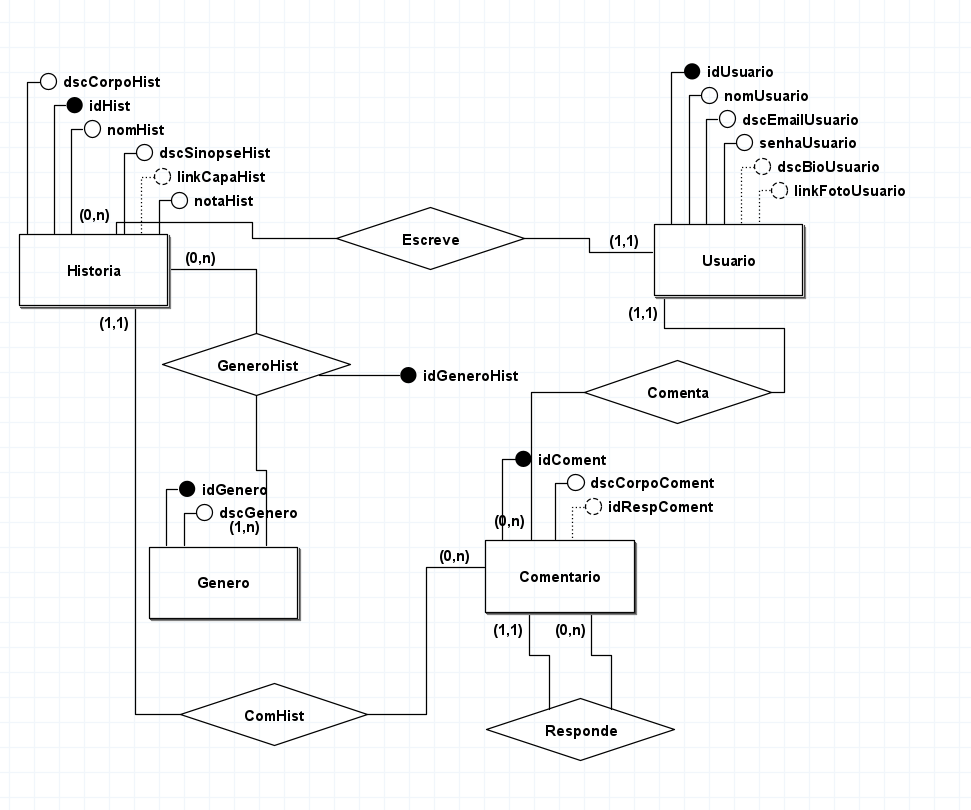 dscCorpoHist
idHist
nomHist
dscSinopseHist
linkCapaHist
notaHist
(0,n)
Historia
(0,n)
(1,1)
Escreve
idUsuario
nomUsuario
dscEmailUsuario
senhaUsuario
dscBioUsuario
linkFotoUsuario
(1,1)
Usuario
(1,1)
GeneroHist
idGeneroHist
Comenta
idGenero
dscGenero
(1,n)
Genero
idComent
dscCorpoComent
idRespComent
(0,n)
(0,n)
Comentario
(1,1)
(0,n)
ComHist
Responde